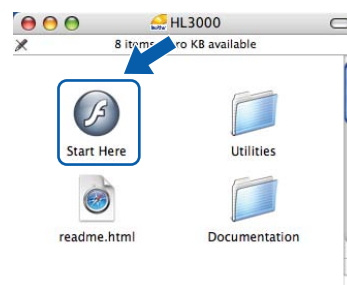 HL3000
8 items, ro KB available
Start Here
Utilities
readme.html
Documentation